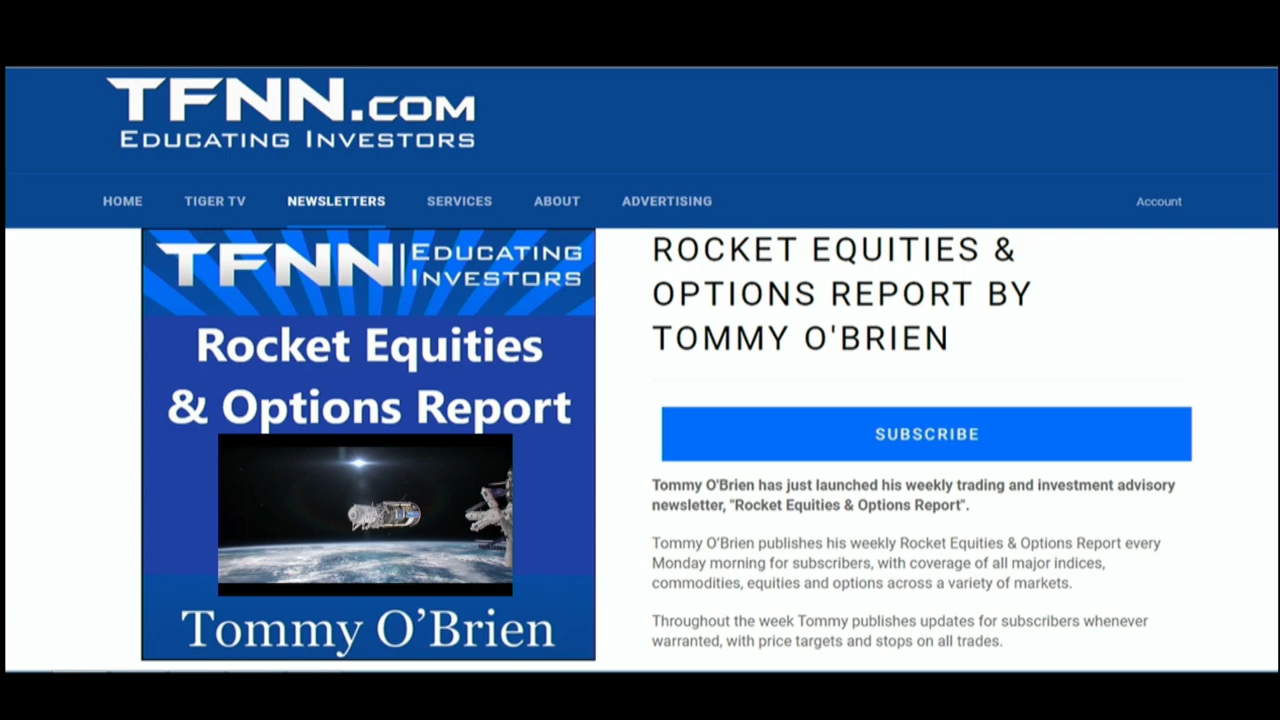 TFNN.COM
EDUCATING INVESTORS
HOME TIGER TV NEWSLETTERS SERVICES ABOUT ADVERTISING Account
TFNN|EDUCATING
INVESTORS
Rocket Equities
& Options Report
Tommy O’Brien
ROCKET EQUITIES &
OPTIONS REPORT BY
TOMMY O'BRIEN
SUBSCRIBE
Tommy O'Brien has just launched his weekly trading and investment advisory
newsletter, "Rocket Equities & Options Report".
Tommy O’Brien publishes his weekly Rocket Equities & Options Report every
Monday morning for subscribers, with coverage of all major indices,
commodities, equities and options across a variety of markets.
Throughout the week Tommy publishes updates for subscribers whenever
warranted, with price targets and stops on all trades.